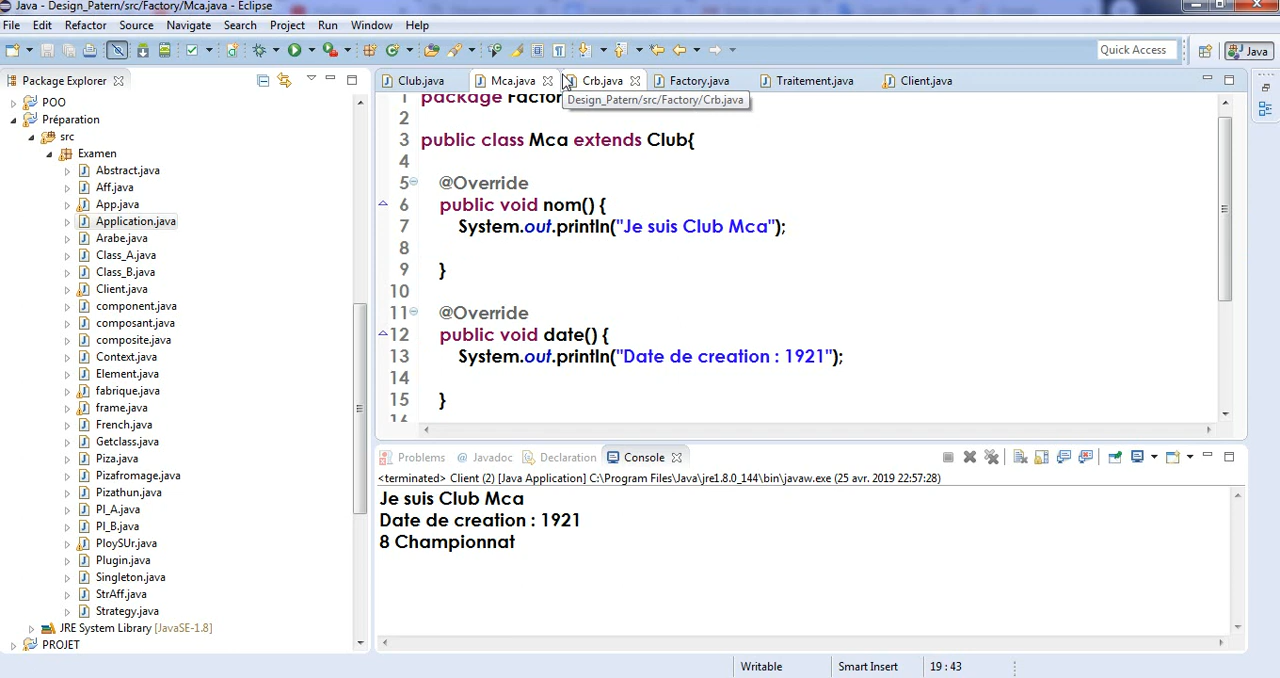 Java - Design_Patern/src/Factory/Mca.java - Eclipse
File Edit Refactor Source Navigate Search Project Run Window Help
Quick Access Java
Package Explorer
Club.java Mca.java Crb.java Factory.java Traitement.java Client.java
Design_Patern/src/Factory/Crb.java
POO
Préparation
src
Examen
Abstract.java
Aff.java
App.java
Application.java
Arabe.java
Class_A.java
Class_B.java
Client.java
component.java
composant.java
composite.java
Context.java
Element.java
fabrique.java
frame.java
French.java
Getclass.java
Piza.java
Pizafromage.java
Pizathun.java
PI_A.java
PI_B.java
PloySUr.java
Plugin.java
Singleton.java
StrAff.java
Strategy.java
JRE System Library [JavaSE-1.8]
PROJET
1 package Factor
2
3 public class Mca extends Club{
4
5 @Override
6 public void nom() {
7 System.out.println("Je suis Club Mca");
8
9 }
10
11 @Override
12 public void date() {
13 System.out.println("Date de creation : 1921");
14
15 }
16
Problems @ Javadoc Declaration Console
<terminated> Client (2) [Java Application] C:\Program Files\Java\jre1.8.0_144\bin\javaw.exe (25 avr. 2019 22:57:28)
Je suis Club Mca
Date de creation : 1921
8 Championnat
Writable Smart Insert 19 : 43